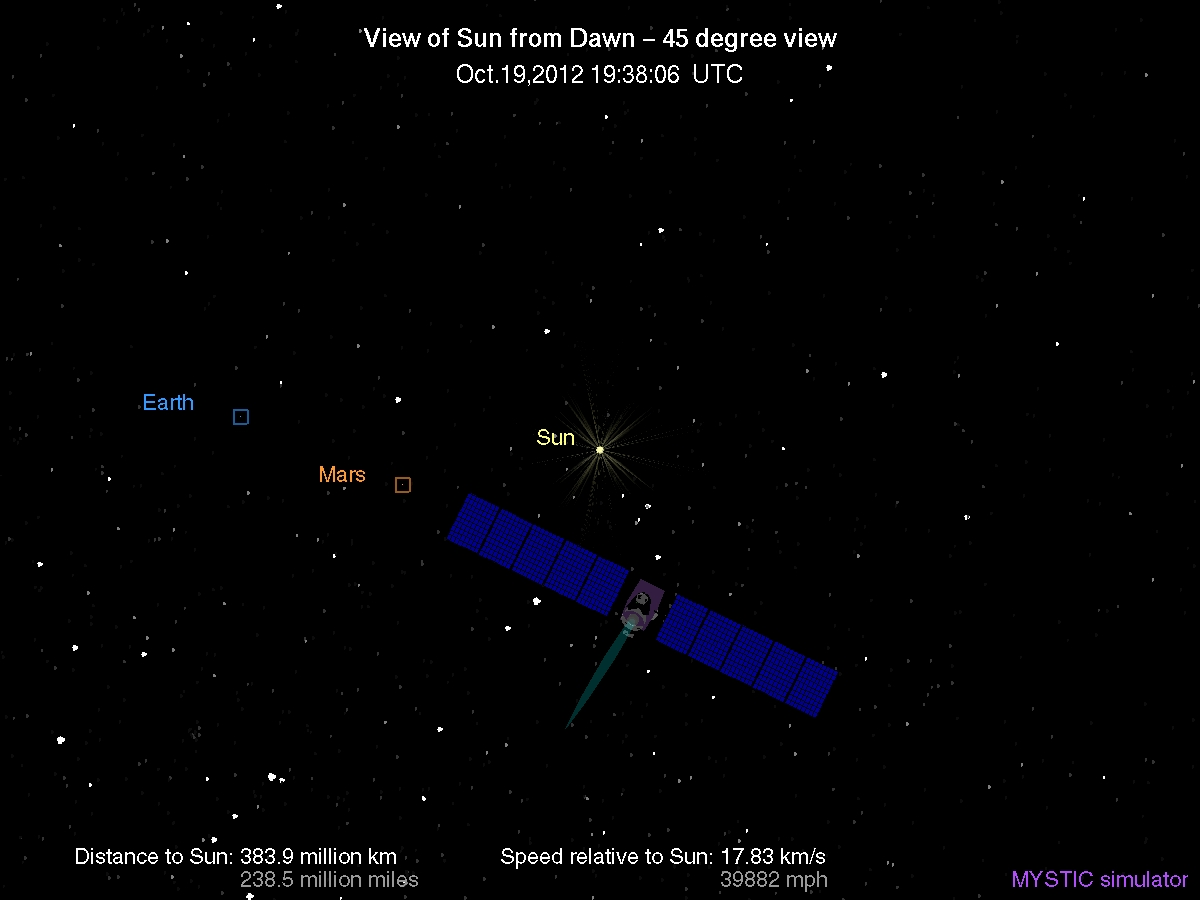 View of Sun from Dawn – 45 degree view
Oct.19,2012 19:38:06 UTC
Earth
Sun
Mars
Distance to Sun: 383.9 million km
238.5 million miles
Speed relative to Sun: 17.83 km/s
39882 mph
MYSTIC simulator